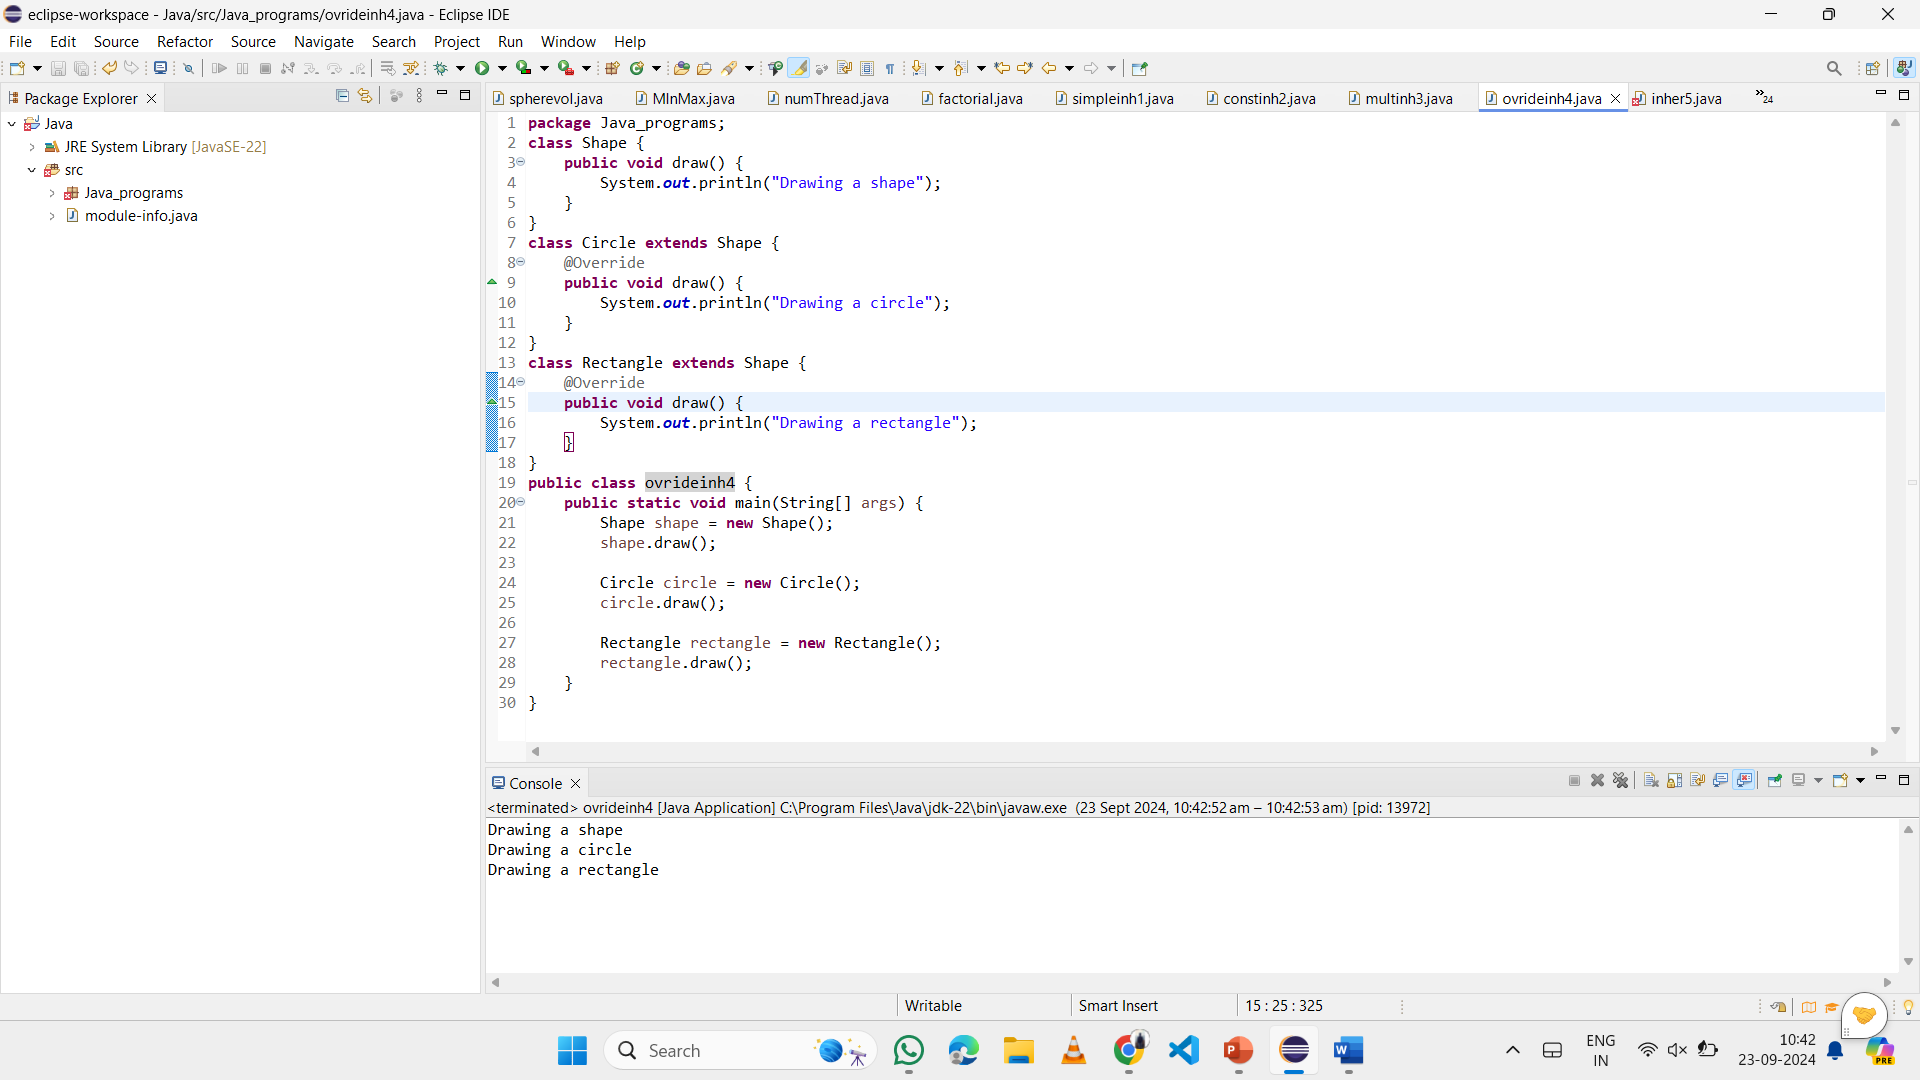 eclipse-workspace - Java/src/Java_programs/ovrideinh4.java - Eclipse IDE
File Edit Source Refactor Source Navigate Search Project Run Window Help
Package Explorer
spherevol.java MInMax.java numThread.java factorial.java simpleinh1.java constinh2.java multinh3.java ovrideinh4.java inher5.java »24
Java
JRE System Library [JavaSE-22]
src
Java_programs
module-info.java
1 package Java_programs;
2 class Shape {
3 public void draw() {
4 System.out.println("Drawing a shape");
5 }
6 }
7 class Circle extends Shape {
8 @Override
9 public void draw() {
10 System.out.println("Drawing a circle");
11 }
12 }
13 class Rectangle extends Shape {
14 @Override
15 public void draw() {
16 System.out.println("Drawing a rectangle");
17 }
18 }
19 public class ovrideinh4 {
20 public static void main(String[] args) {
21 Shape shape = new Shape();
22 shape.draw();
23
24 Circle circle = new Circle();
25 circle.draw();
26
27 Rectangle rectangle = new Rectangle();
28 rectangle.draw();
29 }
30 }
Console
<terminated> ovrideinh4 [Java Application] C:\Program Files\Java\jdk-22\bin\javaw.exe (23 Sept 2024, 10:42:52 am – 10:42:53 am) [pid: 13972]
Drawing a shape
Drawing a circle
Drawing a rectangle
Writable Smart Insert 15 : 25 : 325
Search
ENG
IN
10:42
23-09-2024
PRE